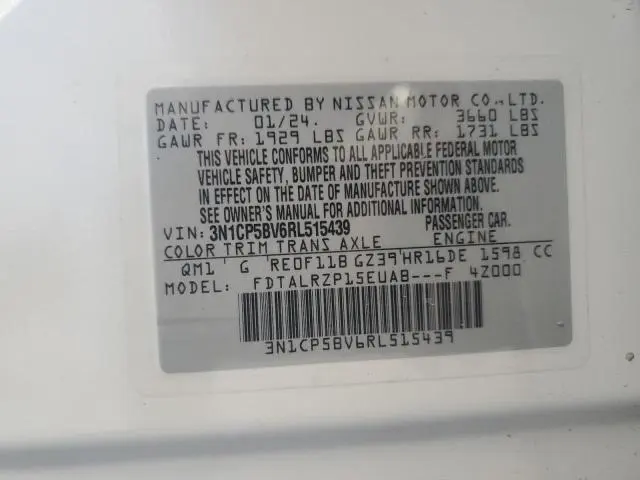 MANUFACTURED BY NISSAN MOTOR CO.,LTD.
DATE: 01/24. GVWR: 3660 LBS
GAWR FR: 1929 LBS GAWR RR: 1731 LBS
THIS VEHICLE CONFORMS TO ALL APPLICABLE FEDERAL MOTOR
VEHICLE SAFETY, BUMPER AND THEFT PREVENTION STANDARDS
IN EFFECT ON THE DATE OF MANUFACTURE SHOWN ABOVE.
SEE OWNER'S MANUAL FOR ADDITIONAL INFORMATION.
VIN: 3N1CP5BV6RL515439 PASSENGER CAR.
COLOR TRIM TRANS AXLE ENGINE
QM1 G RE0F11B GZ39 HR16DE 1598 CC
MODEL: FDTALRZP15EUAB---F 4Z000
3N1CP5BV6RL515439